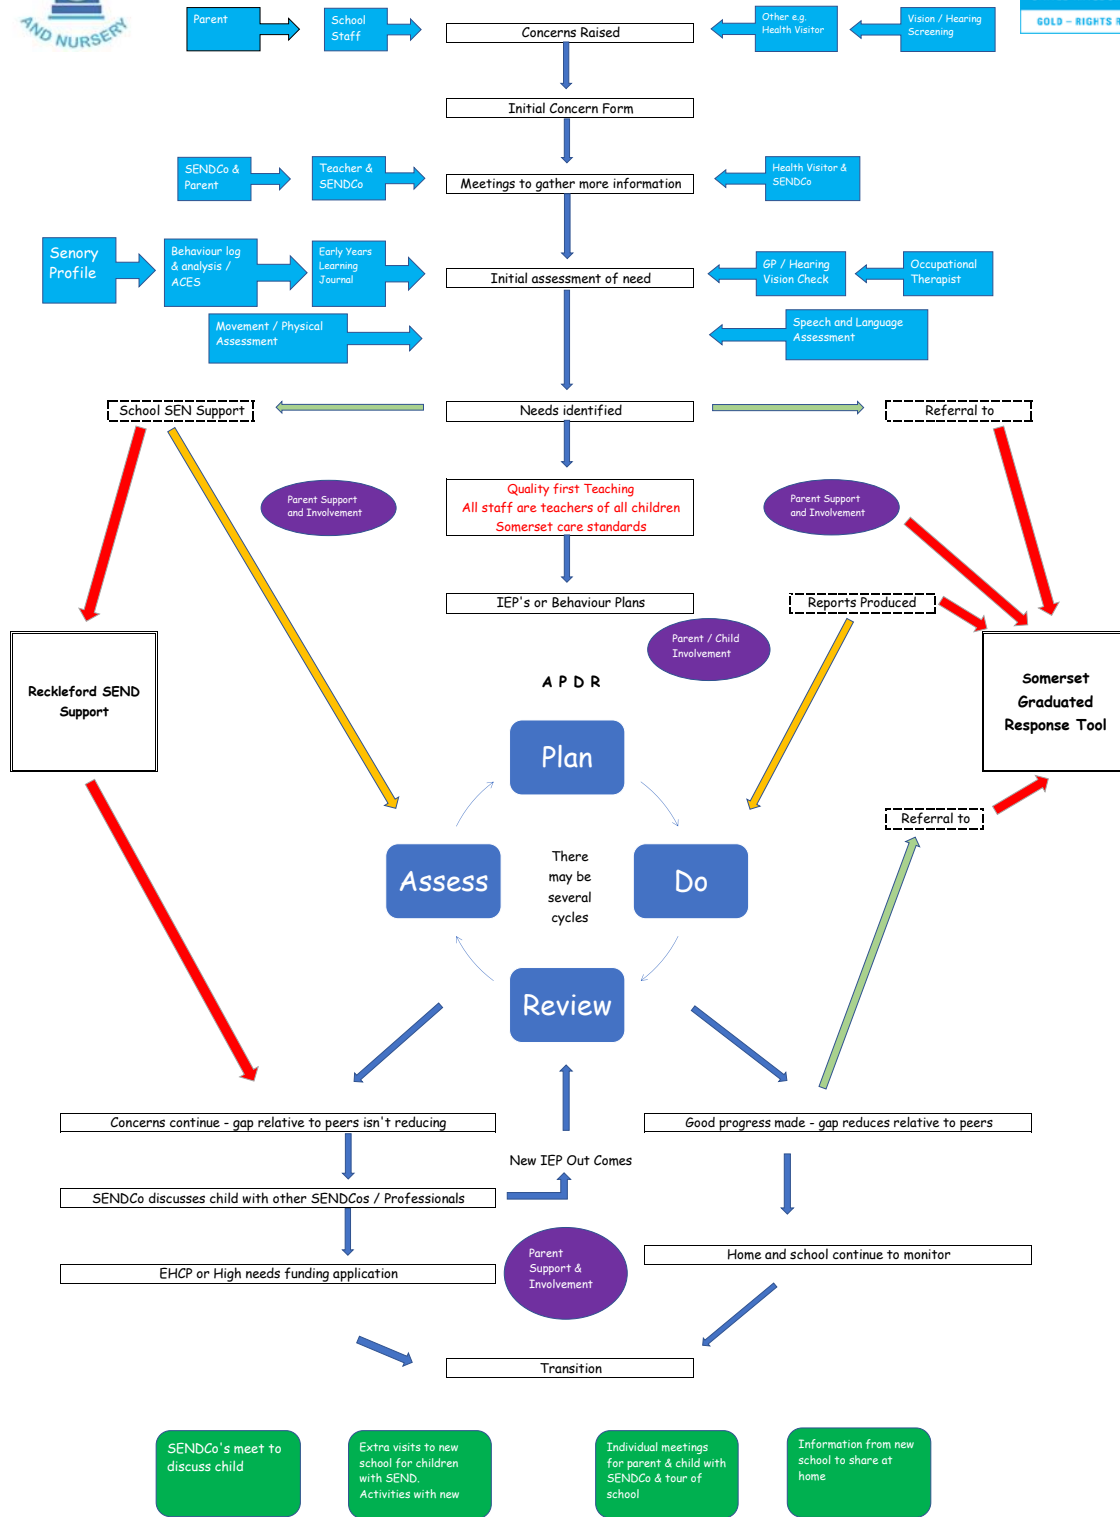 AND NURSERY
GOLD – RIGHTS R
Parent
School
Staff
Concerns Raised
Other e.g.
Health Visitor
Vision / Hearing
Screening
Initial Concern Form
SENDCo &
Parent
Teacher &
SENDCo
Meetings to gather more information
Health Visitor &
SENDCo
Senory
Profile
Behaviour log
& analysis /
ACES
Early Years
Learning
Journal
Initial assessment of need
GP / Hearing
Vision Check
Occupational
Therapist
Movement / Physical
Assessment
Speech and Language
Assessment
School SEN Support
Needs identified
Referral to
Parent Support
and Involvement
Quality first Teaching
All staff are teachers of all children
Somerset care standards
Parent Support
and Involvement
IEP's or Behaviour Plans
Reports Produced
Parent / Child
Involvement
Reckleford SEND
Support
A P D R
Somerset
Graduated
Response Tool
Plan
Referral to
Assess
There
may be
several
cycles
Do
Review
Concerns continue - gap relative to peers isn't reducing
Good progress made - gap reduces relative to peers
New IEP Out Comes
SENDCo discusses child with other SENDCos / Professionals
Parent
Support &
Involvement
Home and school continue to monitor
EHCP or High needs funding application
Transition
SENDCo's meet to
discuss child
Extra visits to new
school for children
with SEND.
Activities with new
Individual meetings
for parent & child with
SENDCo & tour of
school
Information from new
school to share at
home